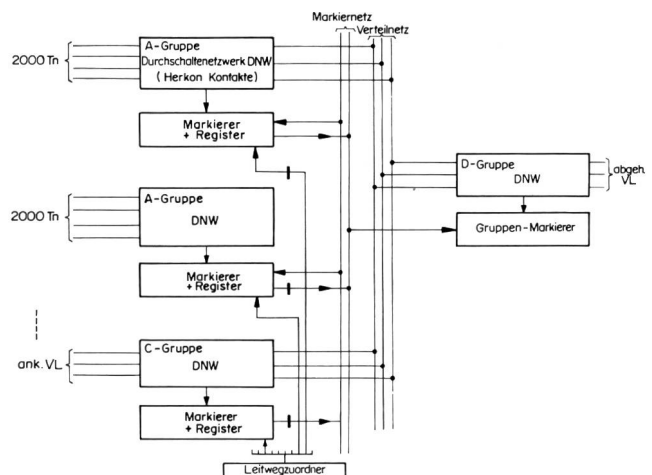 Markiernetz
Verteilnetz
2000 Tn
A-Gruppe
Durchschaltenetzwerk DNW
(Herkon Kontakte)
Markierer
+ Register
D-Gruppe
DNW
abgeh.
VL
2000 Tn
A-Gruppe
DNW
Gruppen-Markierer
Markierer
+Register
ank. VL
C-Gruppe
DNW
Markierer
+Register
Leitwegzuordner